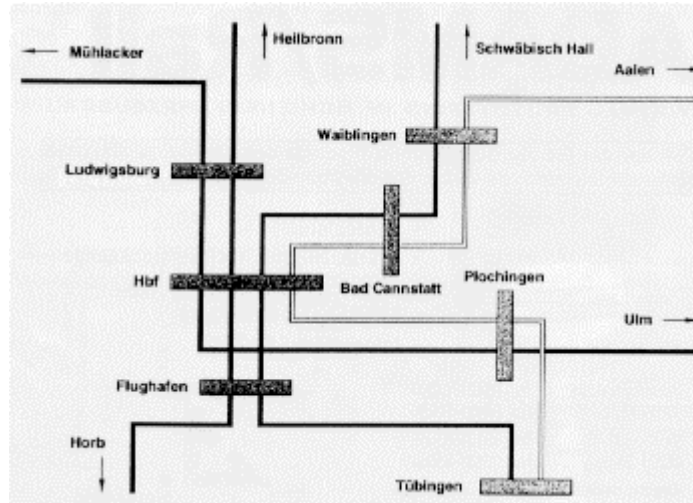 Heilbronn
Mühlacker
Schwäbisch Hall
Aalen
Waiblingen
Ludwigsburg
Hbf
Bad Cannstatt
Plochingen
Ulm
Flughafen
Horb
Tübingen